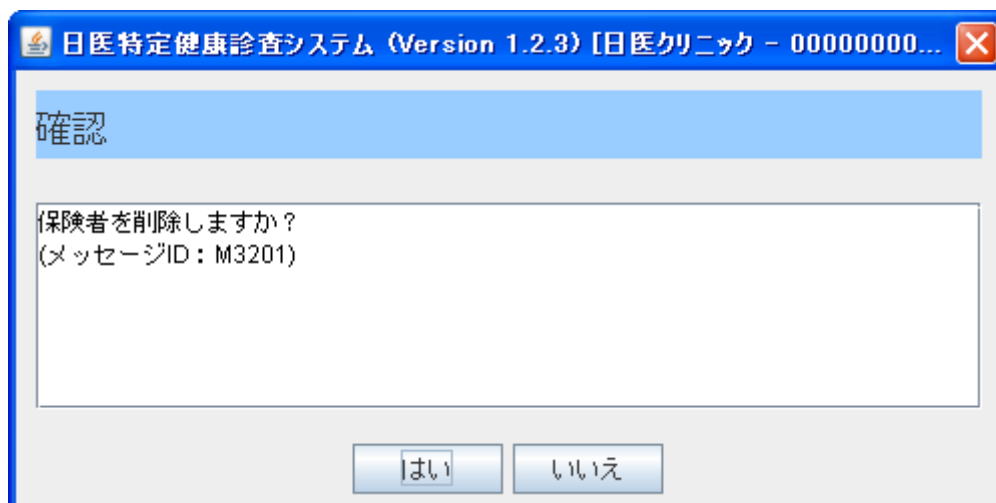 日医特定健康診査システム (Version 1.2.3) [日医クリニック - 00000000...
確認
保険者を削除しますか？
(メッセージID：M3201)
はい
いいえ